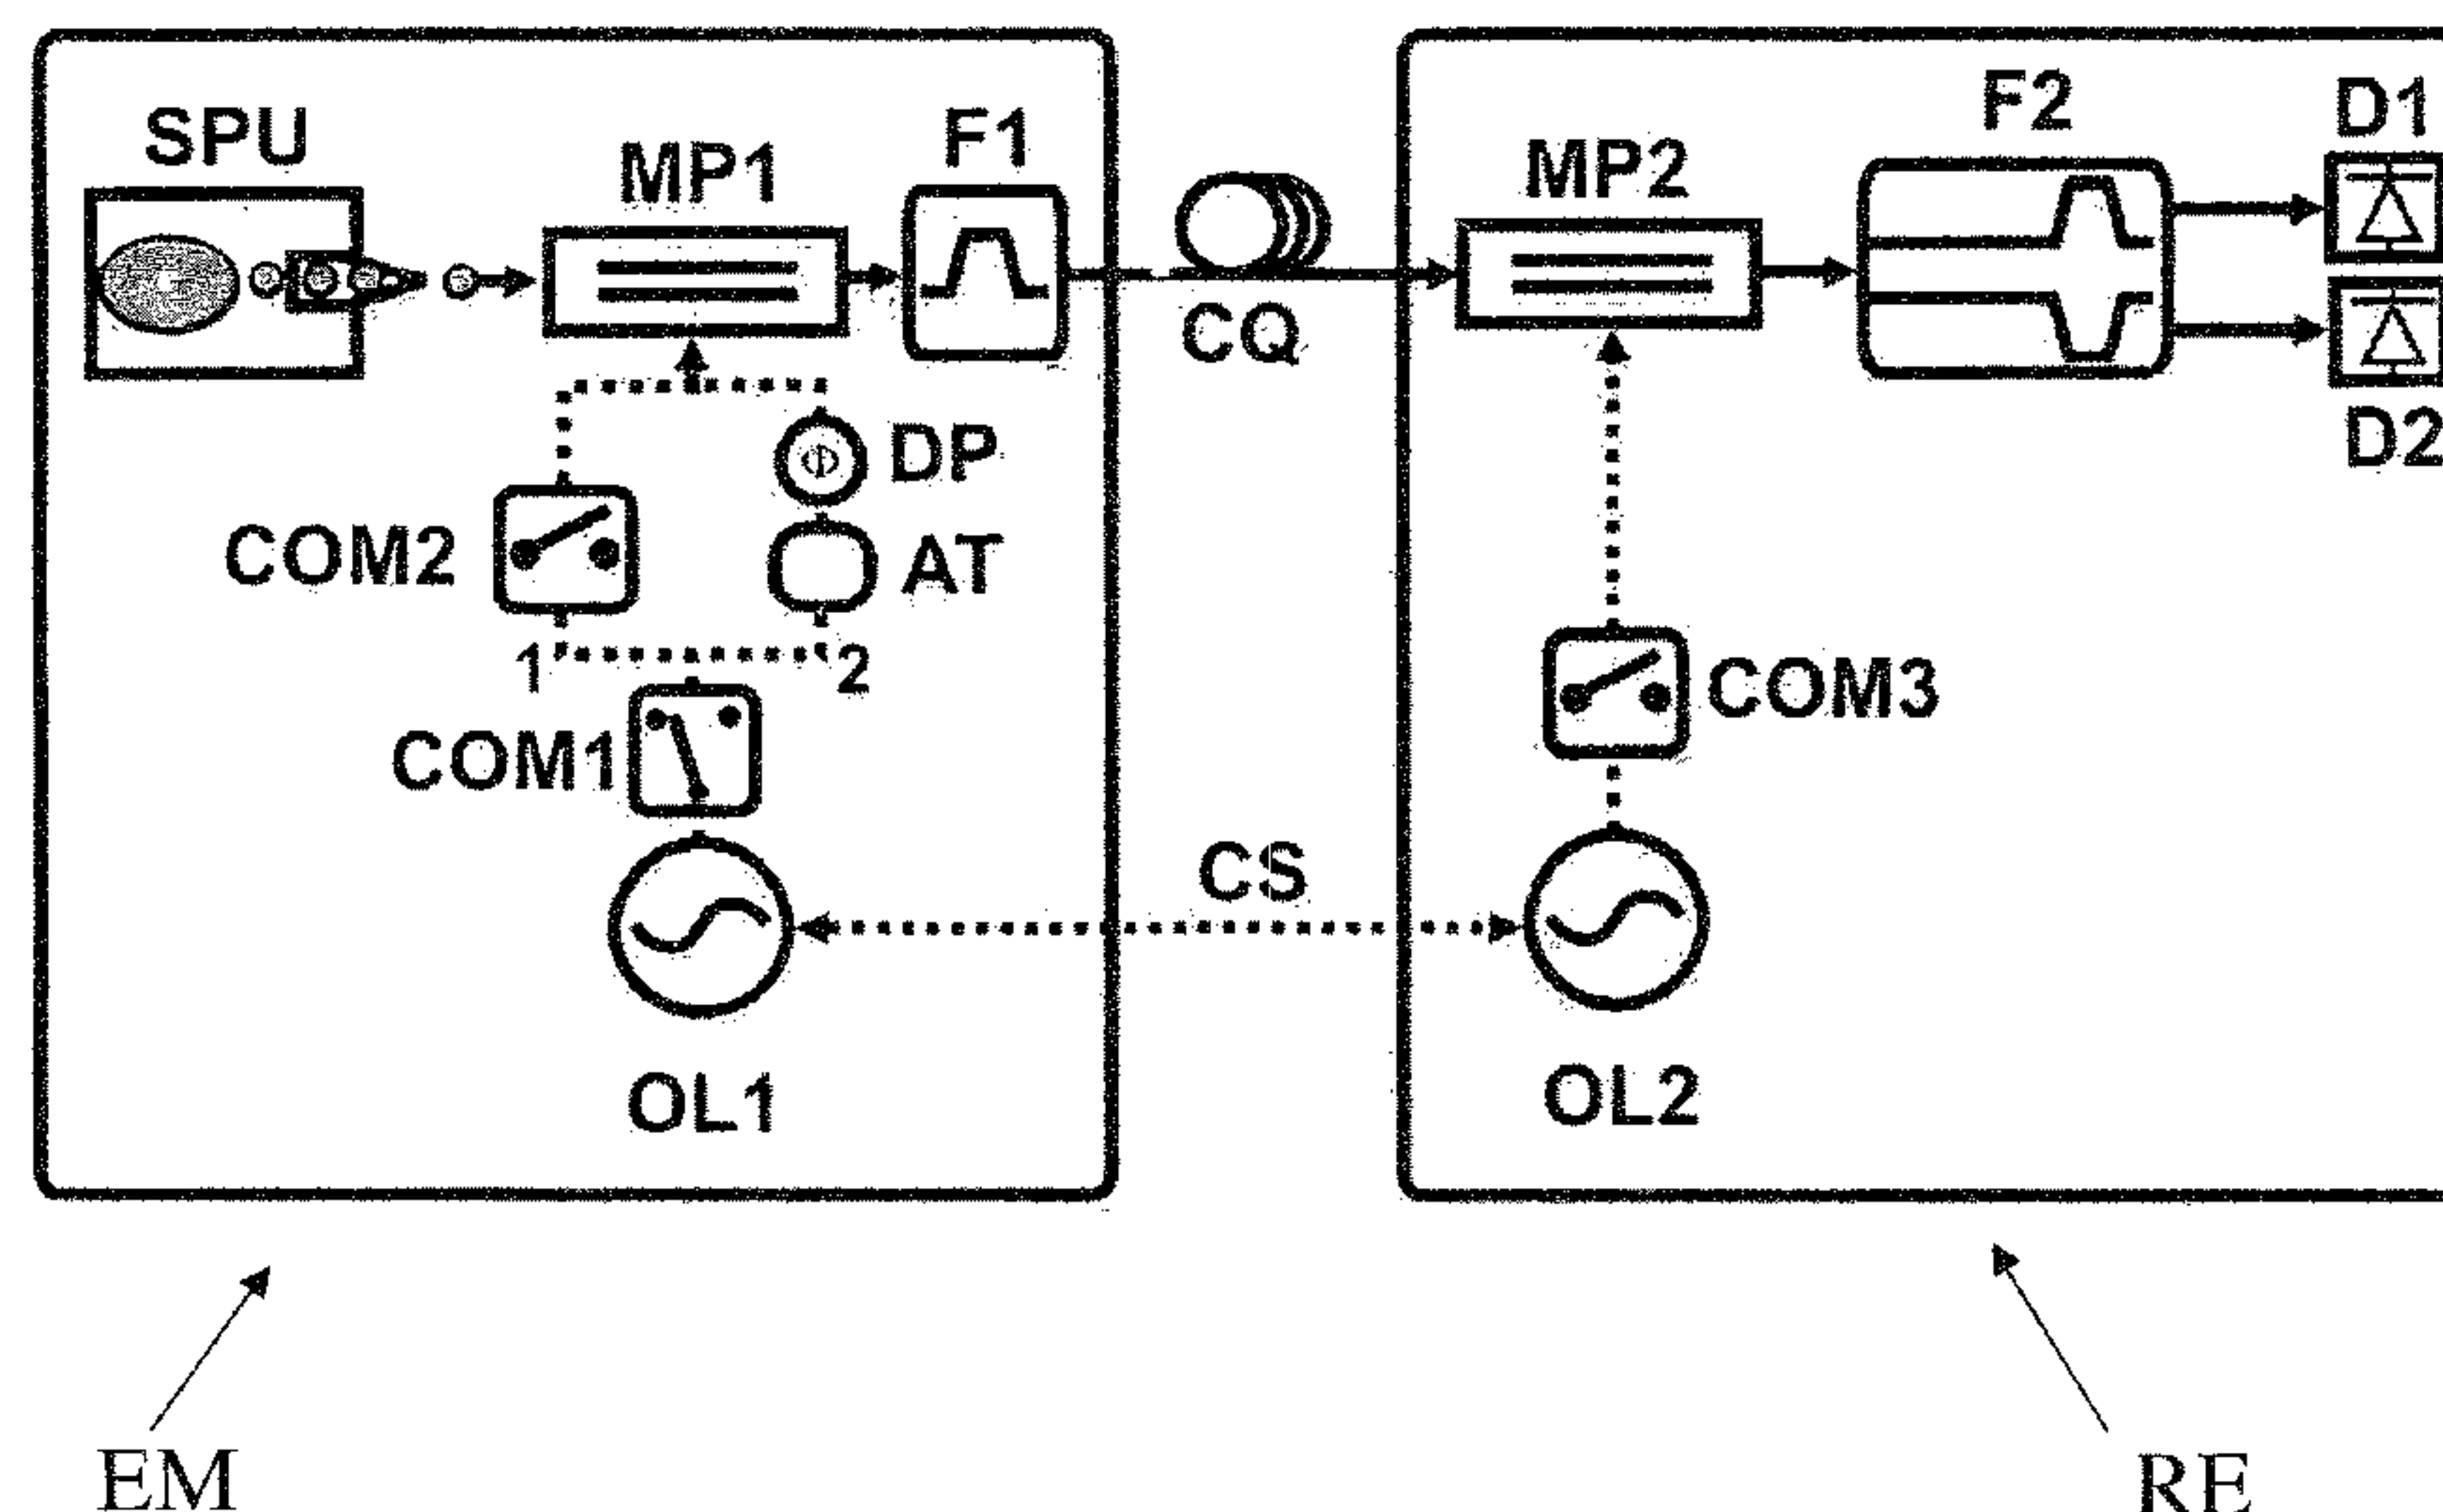 SPU
MP1
F1
CQ
MP2
F2
D1
D2
DP
Φ
COM2
AT
1
2
COM1
COM3
CS
OL1
OL2
EM
RE